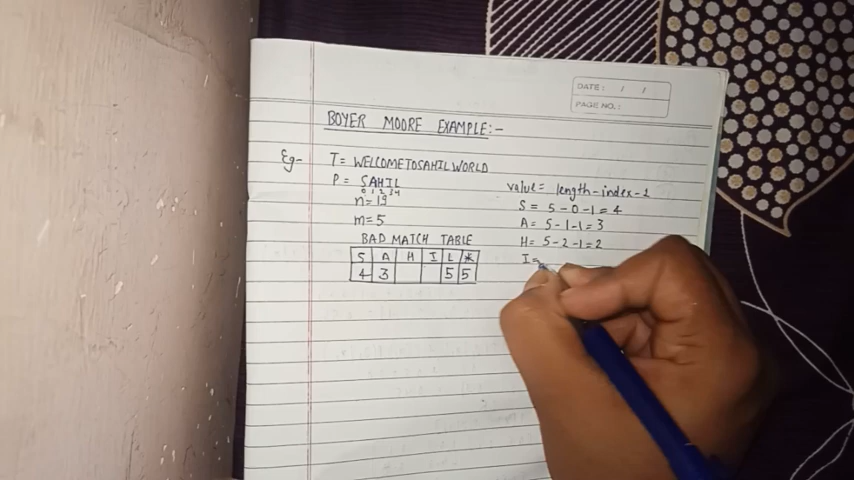 DATE: / /
PAGE NO.:
BOYER MOORE EXAMPLE:-
Eg- T= WELCOMETOSAHILWORLD
P = SAHIL
0 1 2 3 4
n=19
m=5
BAD MATCH TABLE
S A H I L *
4 3 5 5
value= length-index-1
S = 5-0-1=4
A= 5-1-1=3
H= 5-2-1=2
I=